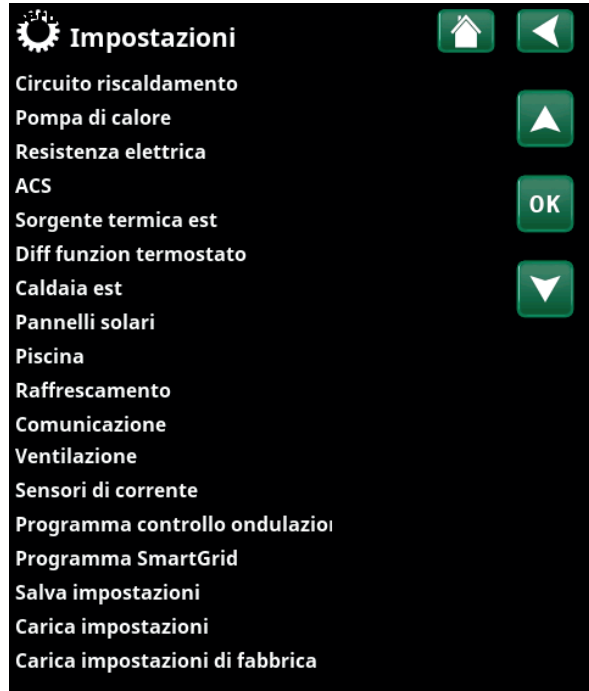 Impostazioni
Circuito riscaldamento
Pompa di calore
Resistenza elettrica
ACS
OK
Sorgente termica est
Diff funzion termostato
Caldaia est
Pannelli solari
Piscina
Raffrescamento
Comunicazione
Ventilazione
Sensori di corrente
Programma controllo ondulazio
Programma SmartGrid
Salva impostazioni
Carica impostazioni
Carica impostazioni di fabbrica